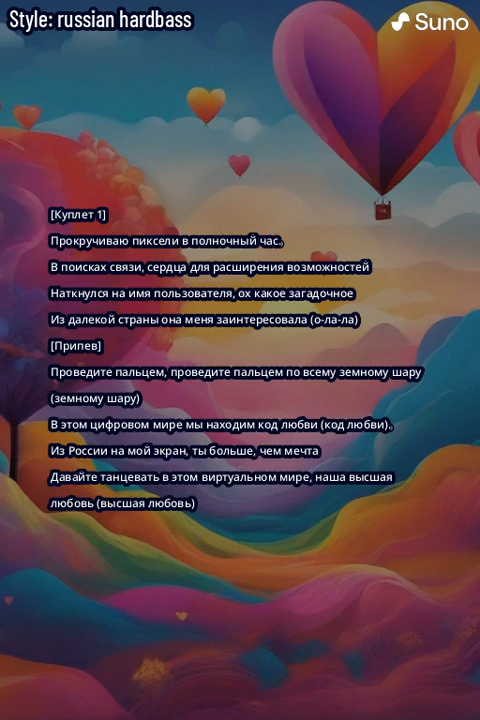 Style: russian hardbass
Suno
[Куплет 1]
Прокручиваю пиксели в полночный час.,
В поисках связи, сердца для расширения возможностей
Наткнулся на имя пользователя, ох какое загадочное
Из далекой страны она меня заинтересовала (о-ла-ла)
[Припев]
Проведите пальцем, проведите пальцем по всему земному шару
(земному шару)
В этом цифровом мире мы находим код любви (код любви).,
Из России на мой экран, ты больше, чем мечта
Давайте танцевать в этом виртуальном мире, наша высшая
любовь (высшая любовь)